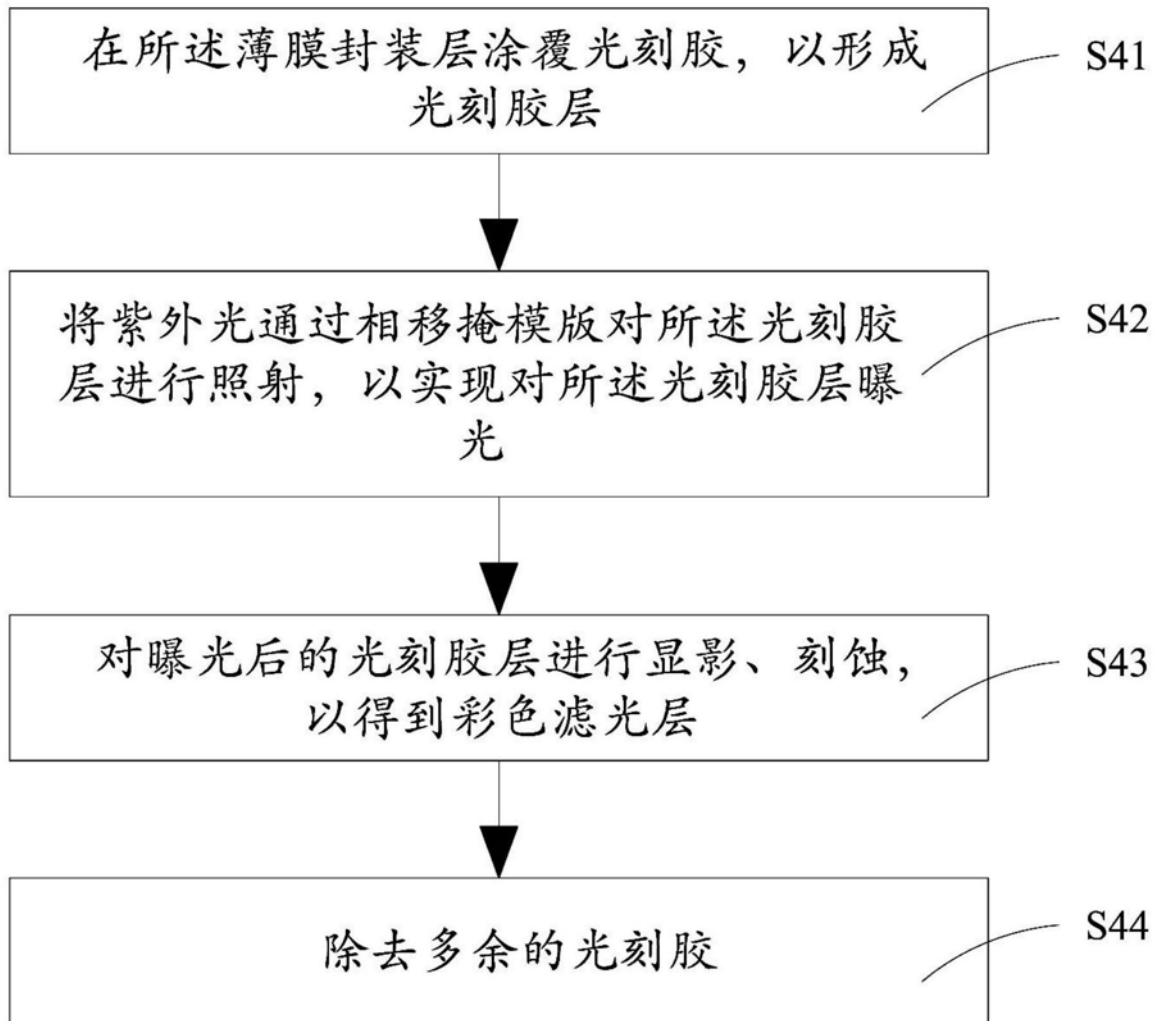 在所述薄膜封装层涂覆光刻胶，以形成
光刻胶层
S41
将紫外光通过相移掩模版对所述光刻胶
层进行照射，以实现对所述光刻胶层曝
光
S42
对曝光后的光刻胶层进行显影、刻蚀，
以得到彩色滤光层
S43
除去多余的光刻胶
S44